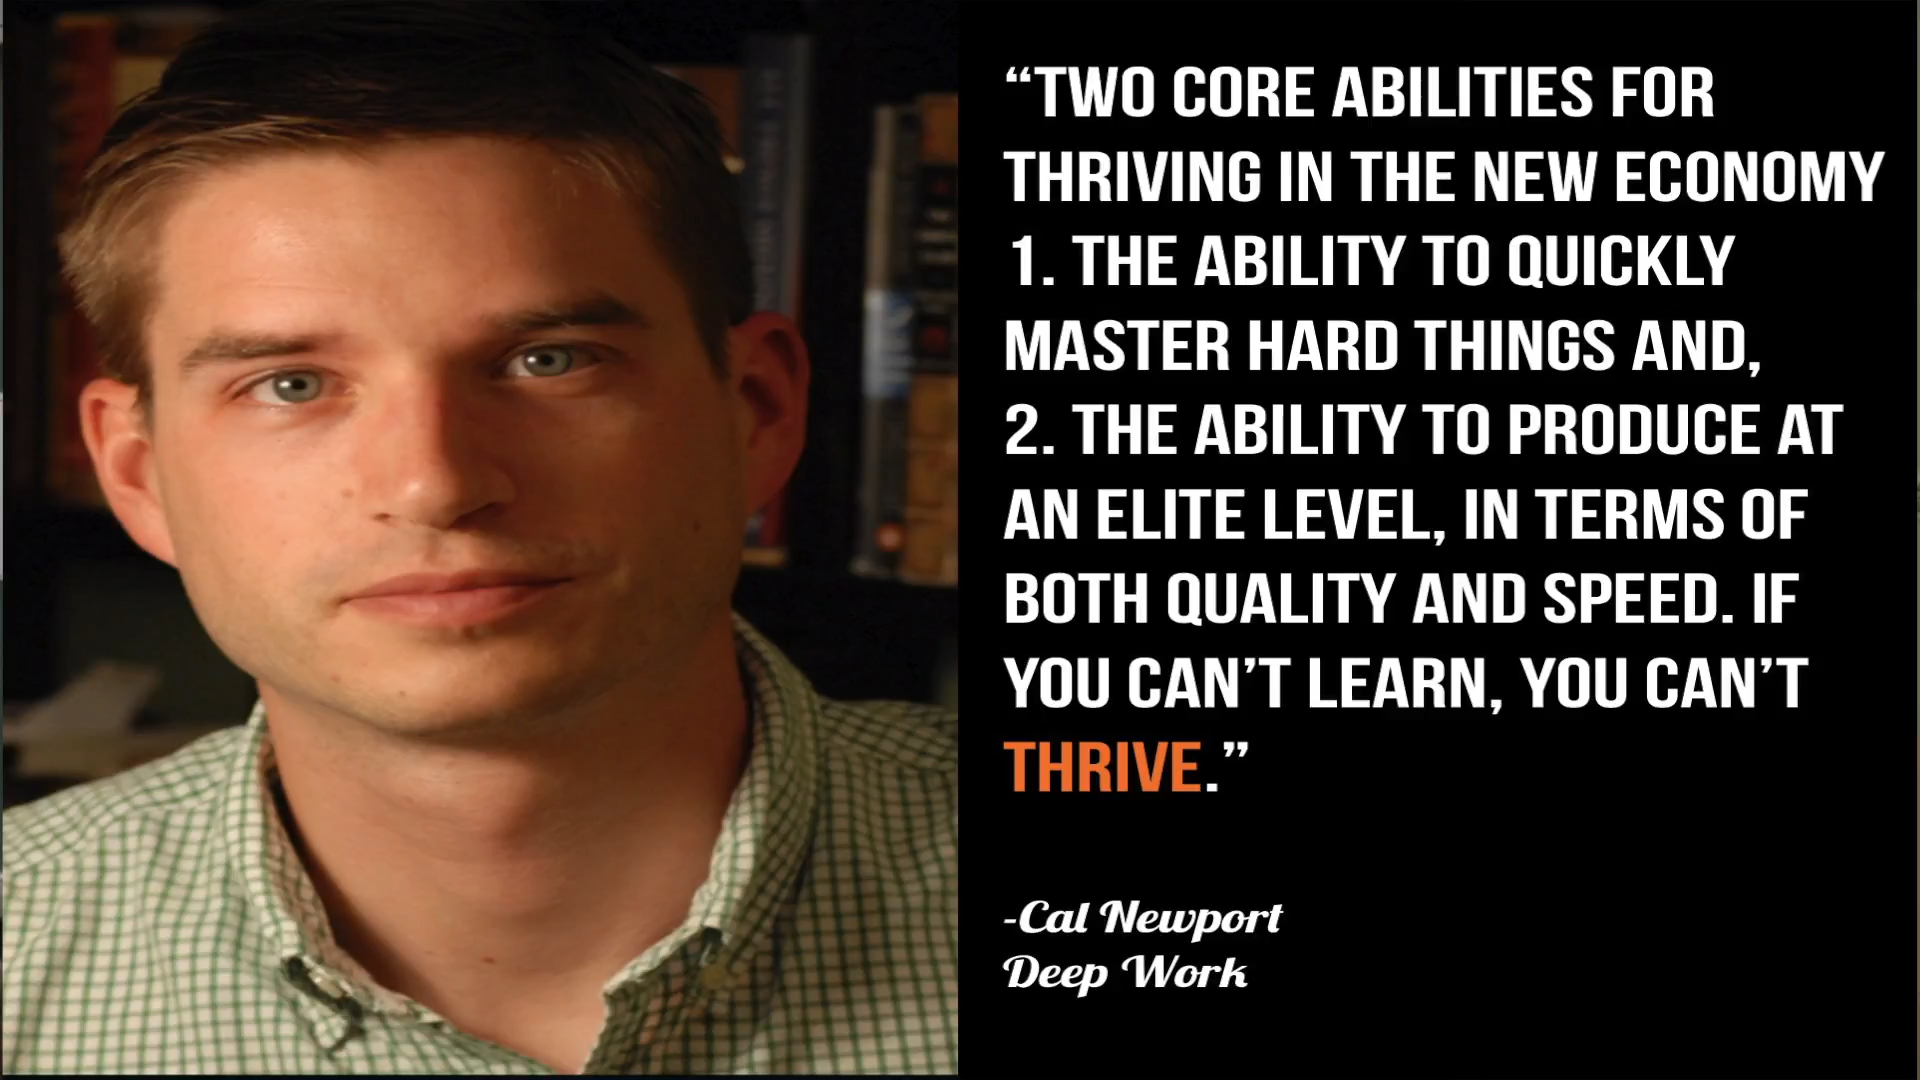 “TWO CORE ABILITIES FOR
THRIVING IN THE NEW ECONOMY
1. THE ABILITY TO QUICKLY
MASTER HARD THINGS AND,
2. THE ABILITY TO PRODUCE AT
AN ELITE LEVEL, IN TERMS OF
BOTH QUALITY AND SPEED. IF
YOU CAN’T LEARN, YOU CAN’T
THRIVE.”
-Cal Newport
Deep Work